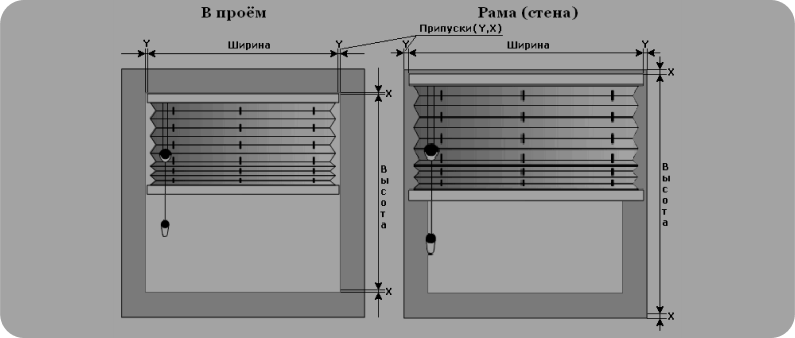 В проём
Рама (стена)
Припуски(Y,X)
Y
Ширина
Y
Y
Ширина
Y
X
Высота
X
X
Высота
X